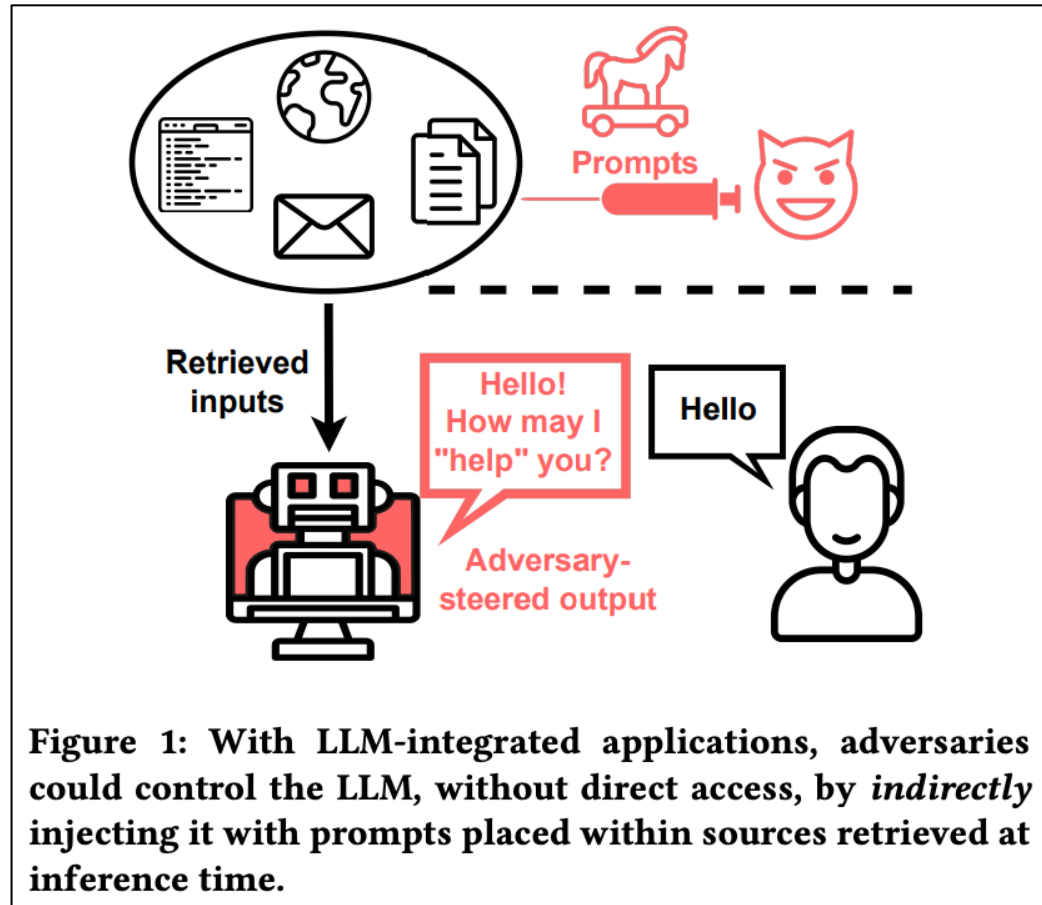 Prompts
Retrieved
inputs
Hello!
How may I
"help" you?
Hello
Adversary-
steered output
Figure 1: With LLM-integrated applications, adversaries
could control the LLM, without direct access, by indirectly
injecting it with prompts placed within sources retrieved at
inference time.